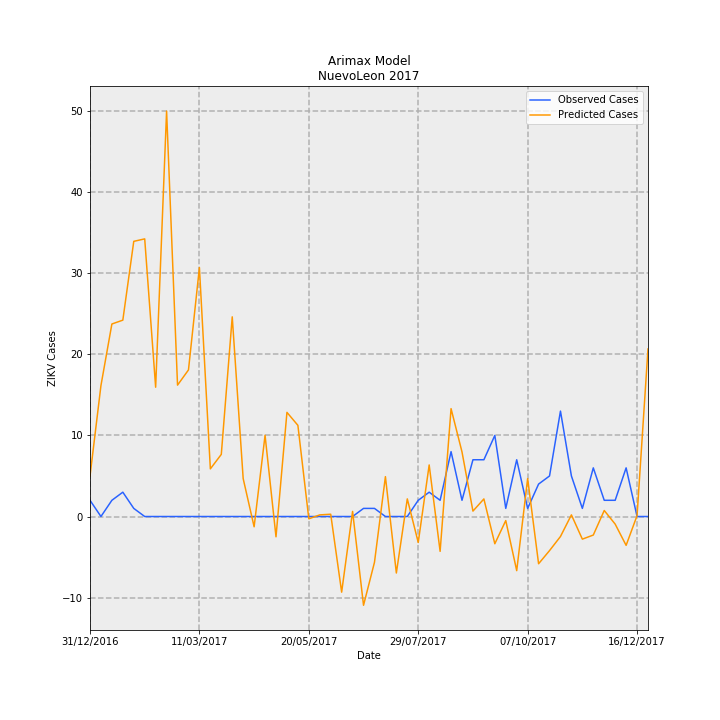 Arimax Model
NuevoLeon 2017
Observed Cases
Predicted Cases
50
40
30
20
10
0
−10
ZIKV Cases
31/12/2016 11/03/2017 20/05/2017 29/07/2017 07/10/2017 16/12/2017
Date